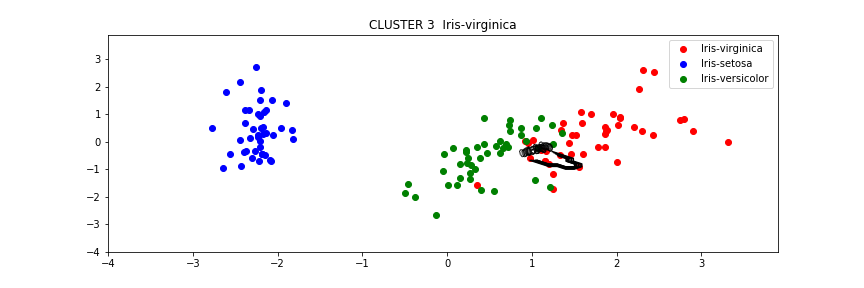 CLUSTER 3 Iris-virginica
Iris-virginica
Iris-setosa
Iris-versicolor
3
2
1
0
−1
−2
−3
−4
−4 −3 −2 −1 0 1 2 3